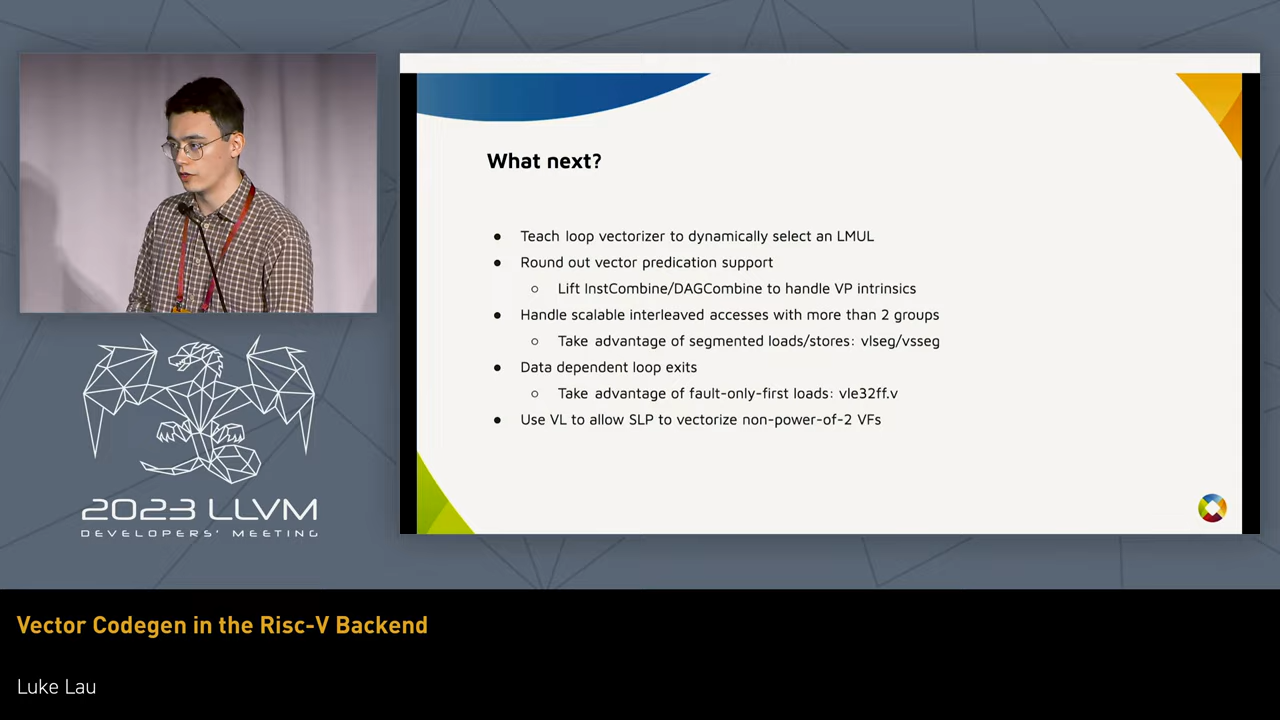 What next?
● Teach loop vectorizer to dynamically select an LMUL
● Round out vector predication support
○ Lift InstCombine/DAGCombine to handle VP intrinsics
● Handle scalable interleaved accesses with more than 2 groups
○ Take advantage of segmented loads/stores: vlseg/vsseg
● Data dependent loop exits
○ Take advantage of fault-only-first loads: vle32ff.v
● Use VL to allow SLP to vectorize non-power-of-2 VFs
2023 LLVM
DEVELOPERS' MEETING
Vector Codegen in the Risc-V Backend
Luke Lau